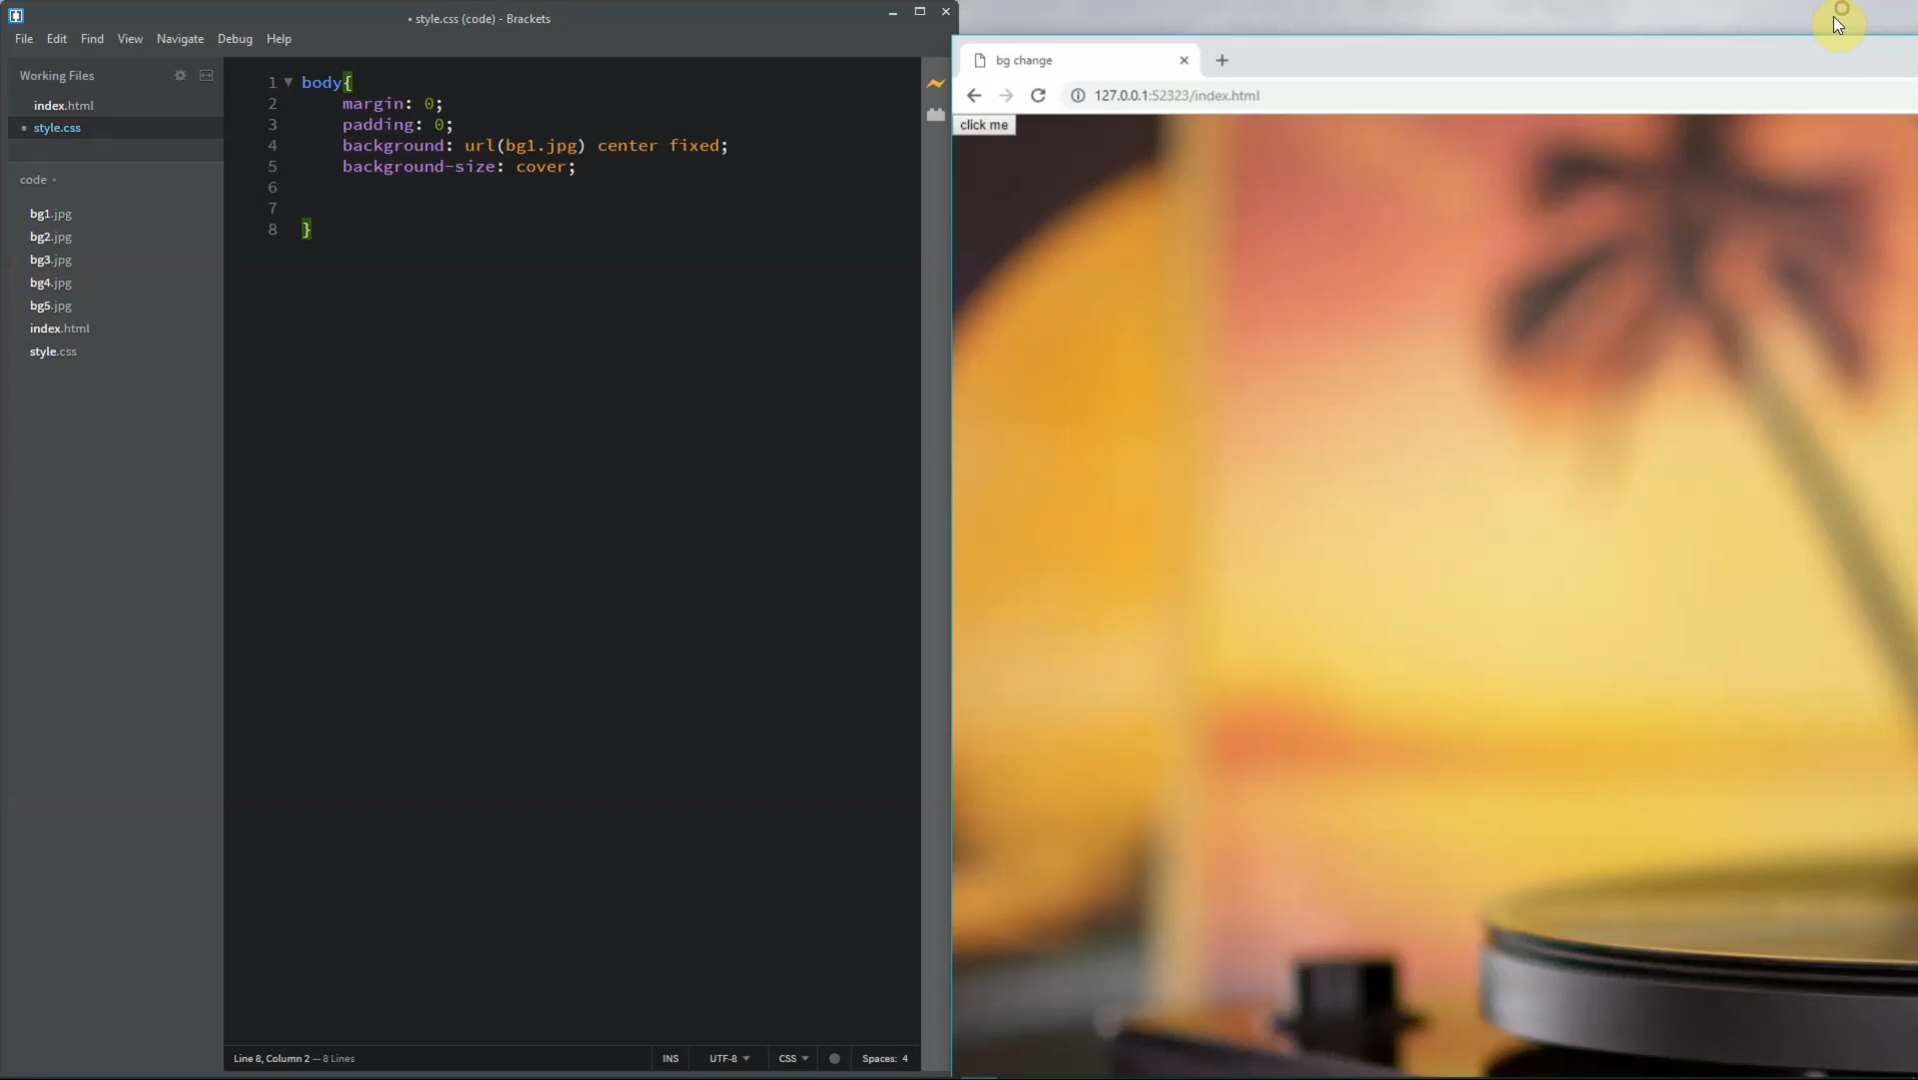 • style.css (code) - Brackets
File Edit Find View Navigate Debug Help
Working Files
index.html
• style.css
code
bg1.jpg
bg2.jpg
bg3.jpg
bg4.jpg
bg5.jpg
index.html
style.css
1 body{
2 margin: 0;
3 padding: 0;
4 background: url(bg1.jpg) center fixed;
5 background-size: cover;
6
7
8 }
Line 8, Column 2 — 8 Lines
INS UTF-8 CSS Spaces: 4
bg change
127.0.0.1:52323/index.html
click me